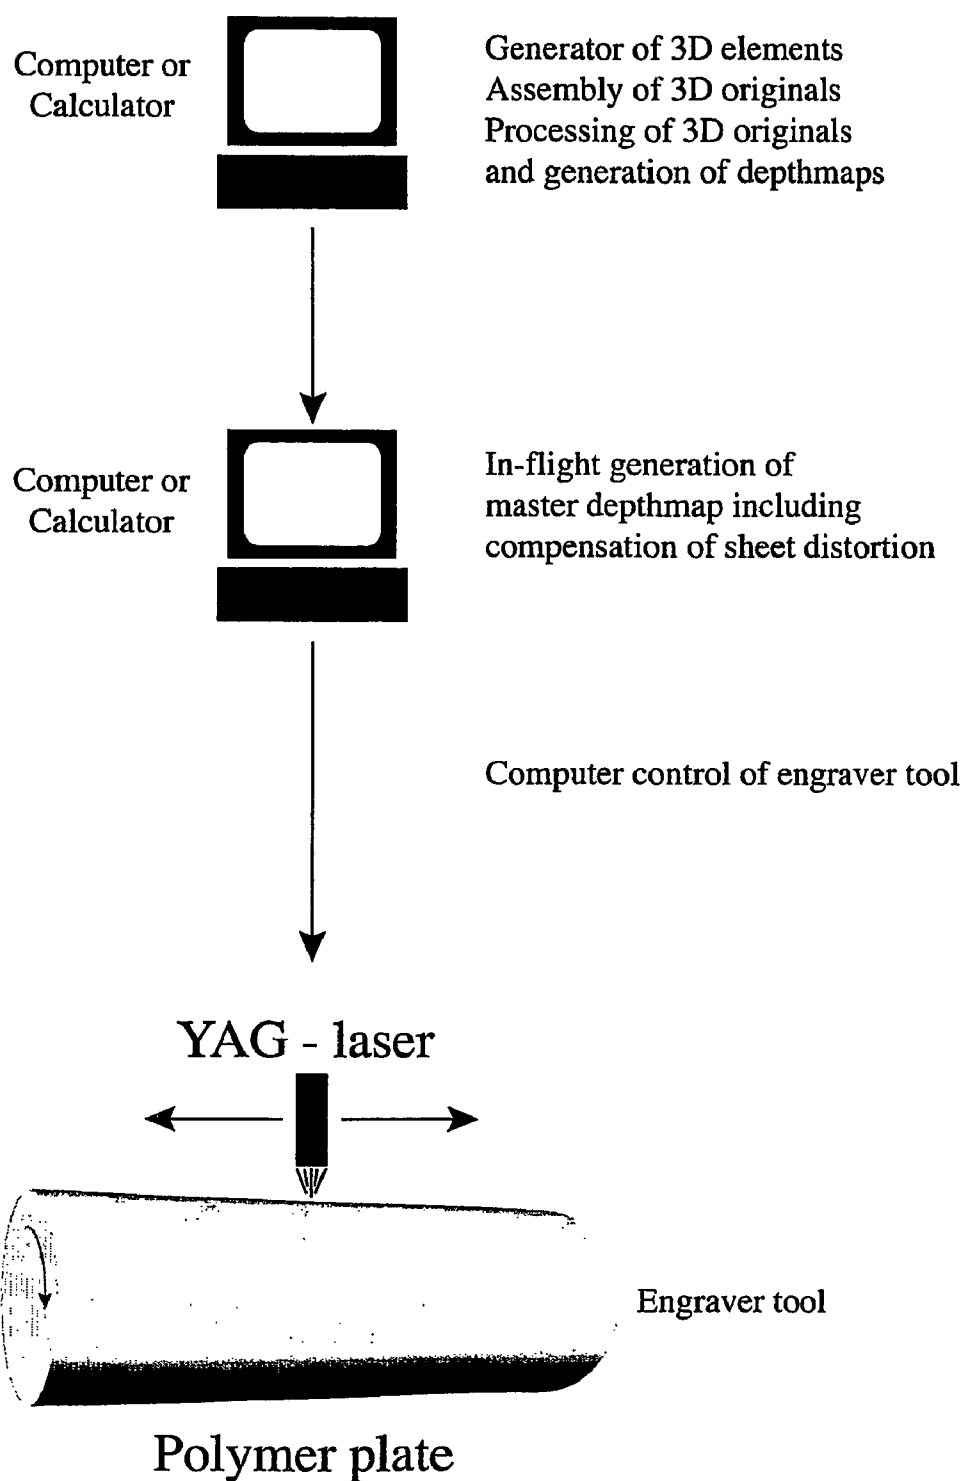 Computer or
Calculator
Generator of 3D elements
Assembly of 3D originals
Processing of 3D originals
and generation of depthmaps
Computer or
Calculator
In-flight generation of
master depthmap including
compensation of sheet distortion
Computer control of engraver tool
YAG - laser
Engraver tool
Polymer plate